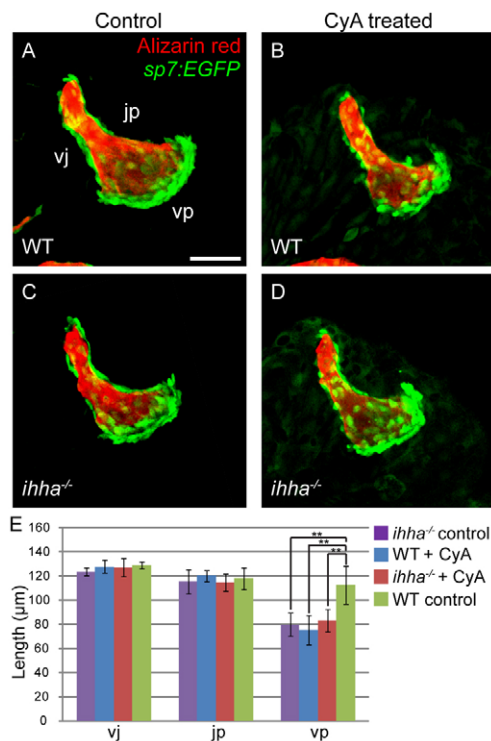 Control
CyA treated
A
Alizarin red
sp7:EGFP
jp
vj
vp
WT
B
WT
C
ihha-/-
D
ihha-/-
E
160
140
120
100
80
60
40
20
0
Length (µm)
**
**
**
vj
jp
vp
ihha-/- control
WT + CyA
ihha-/- + CyA
WT control